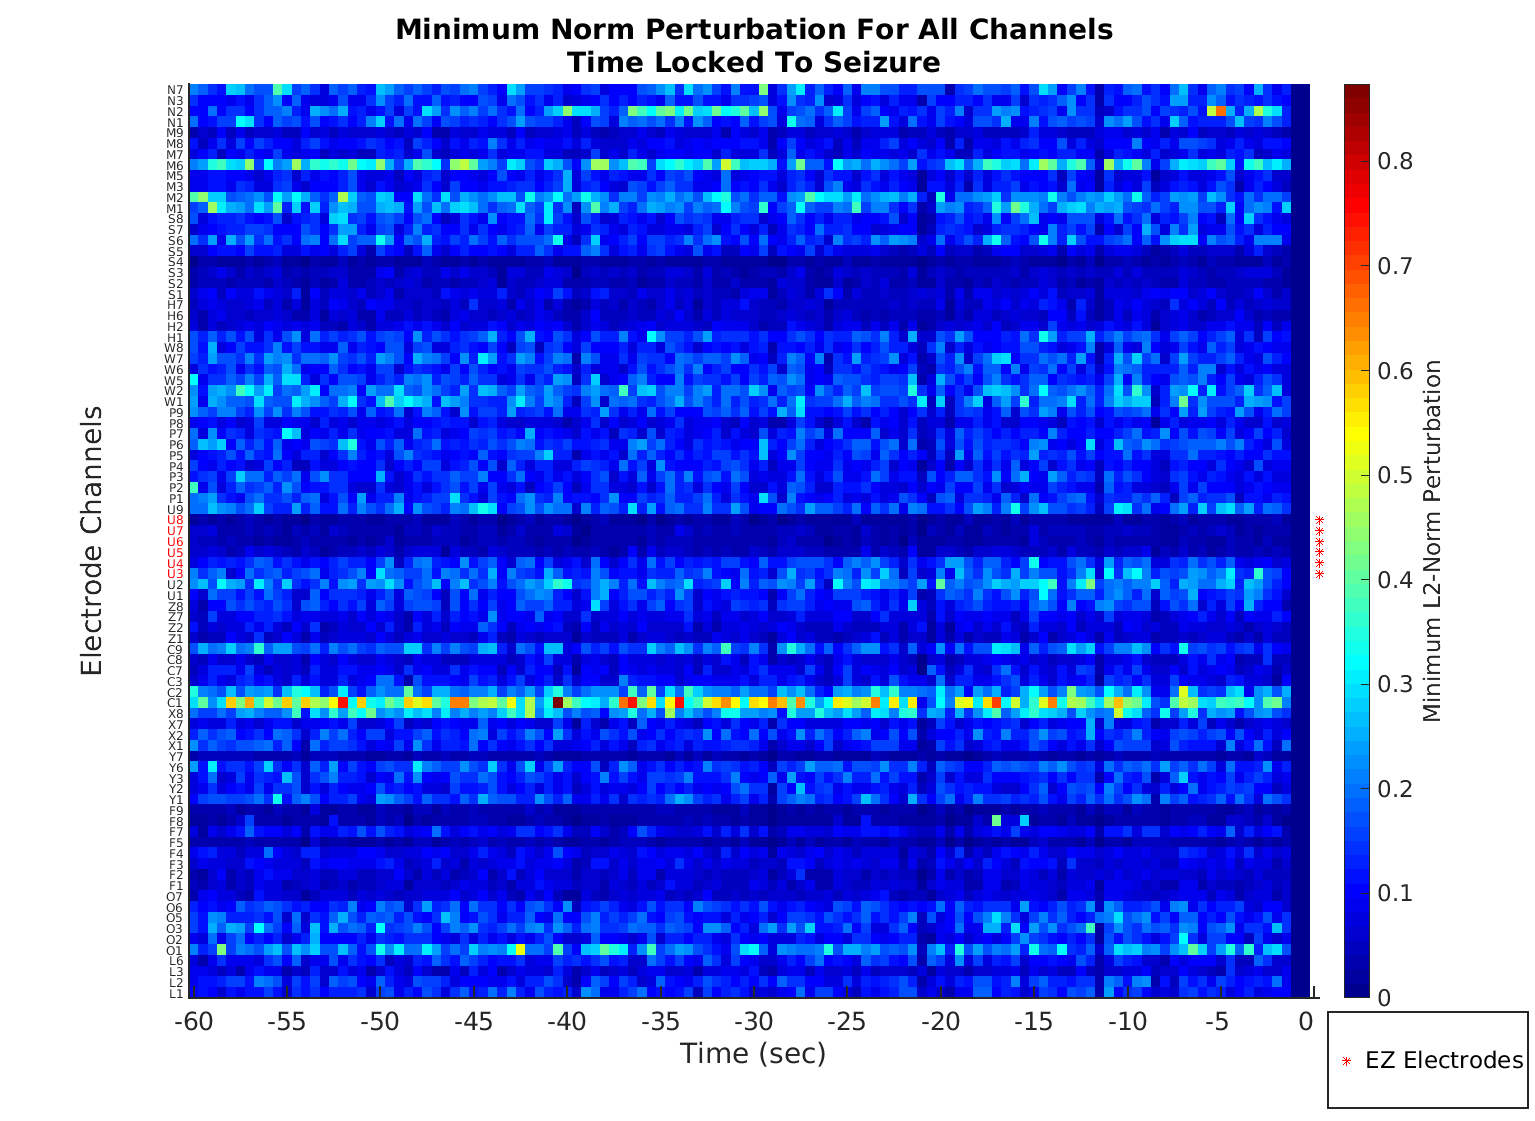 Minimum Norm Perturbation For All Channels
Time Locked To Seizure
Electrode Channels
N7
N3
N2
N1
M9
M8
M7
M6
M5
M3
M2
M1
S8
S7
S6
S5
S4
S3
S2
S1
H7
H6
H2
H1
W8
W7
W6
W5
W2
W1
P9
P8
P7
P6
P5
P4
P3
P2
P1
U9
U8
U7
U6
U5
U4
U3
U2
U1
Z8
Z7
Z2
Z1
C9
C8
C7
C3
C2
C1
X8
X7
X2
X1
Y7
Y6
Y3
Y2
Y1
F9
F8
F7
F5
F4
F3
F2
F1
O7
O6
O5
O3
O2
O1
L6
L3
L2
L1
-60 -55 -50 -45 -40 -35 -30 -25 -20 -15 -10 -5 0
Time (sec)
0.8
0.7
0.6
0.5
0.4
0.3
0.2
0.1
0
Minimum L2-Norm Perturbation
EZ Electrodes